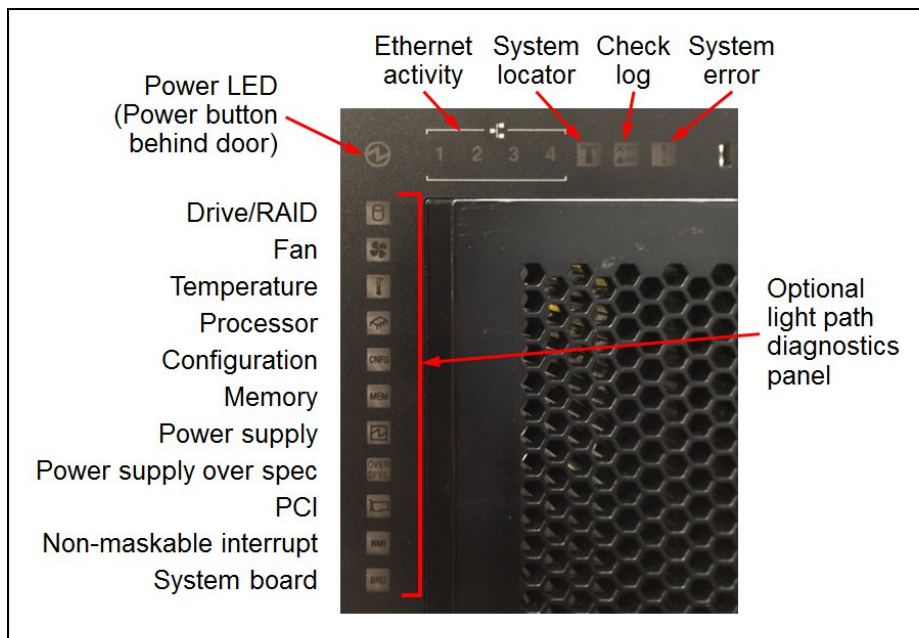 Ethernet
activity
System
locator
Check
log
System
error
Power LED
(Power button
behind door)
1 2 3 4
Drive/RAID
Fan
Temperature
Processor
Configuration
CNFG
Memory
MEM
Power supply
Power supply over spec
OVER
SPEC
PCI
Non-maskable interrupt
NMI
System board
BRD
Optional
light path
diagnostics
panel